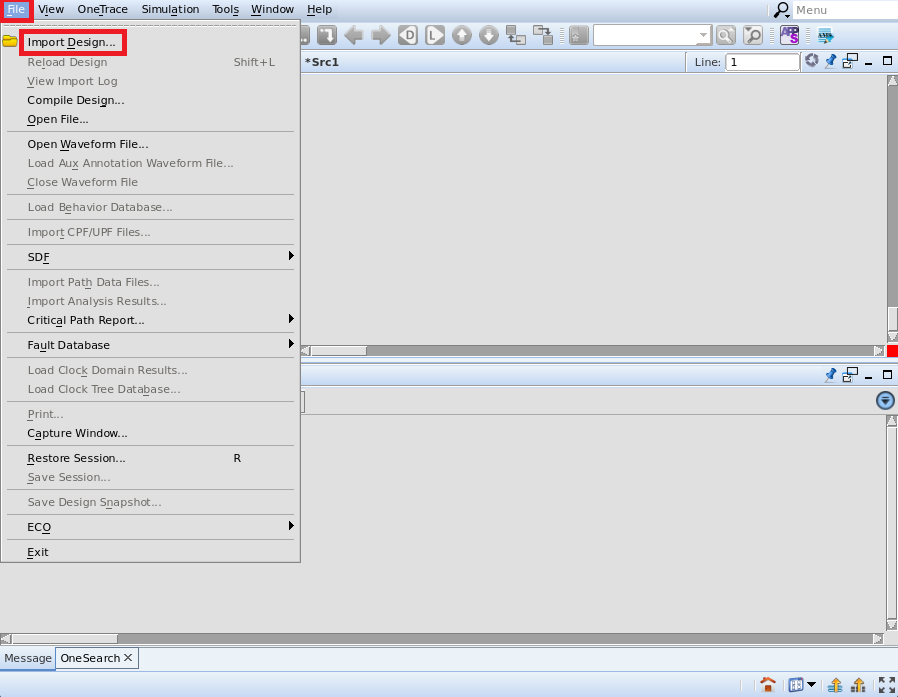 File View OneTrace Simulation Tools Window Help Menu
Import Design...
*Src1 Line: 1
Reload Design Shift+L
View Import Log
Compile Design...
Open File...
Open Waveform File...
Load Aux Annotation Waveform File...
Close Waveform File
Load Behavior Database...
Import CPF/UPF Files...
SDF
Import Path Data Files...
Import Analysis Results...
Critical Path Report...
Fault Database
Load Clock Domain Results...
Load Clock Tree Database...
Print...
Capture Window...
Restore Session... R
Save Session...
Save Design Snapshot...
ECO
Exit
Message OneSearch